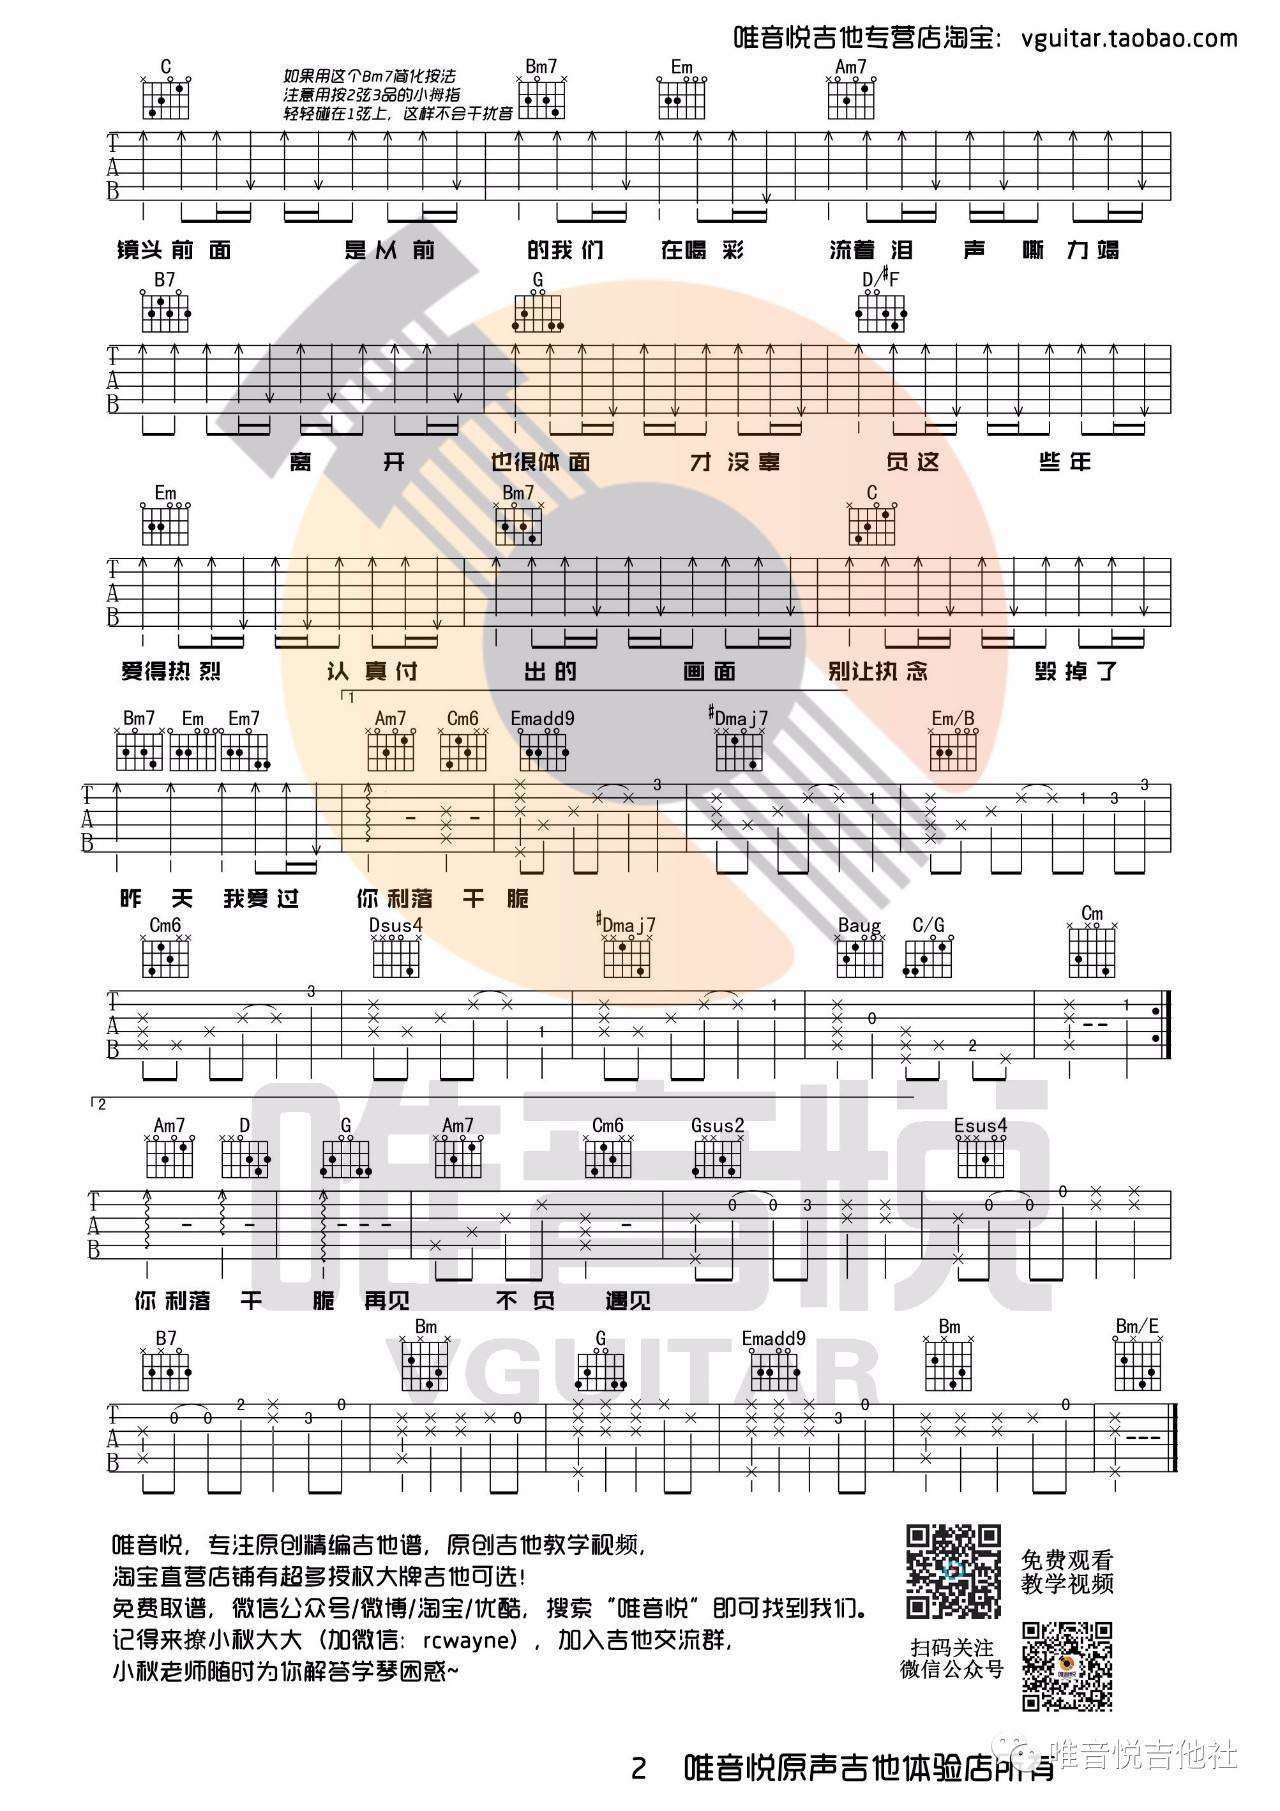 唯音悦吉他专营店淘宝：vguitar.taobao.com
如果用这个Bm7简化按法
注意用按2弦3品的小拇指
轻轻碰在1弦上，这样不会干扰音
C Bm7 Em Am7
T
A
B
镜头前面 是从前 的我们 在喝彩 流着泪 声嘶力竭
B7 G D/#F
T
A
B
离开 也很体面 才没辜负这些年
Em Bm7 C
T
A
B
爱得热烈 认真付出的画面 别让执念 毁掉了
1
Bm7 Em Em7 Am7 Cm6 Emadd9 #Dmaj7 Em/B
T
A
B
3 1 1 3 3
昨天 我爱过 你利落干脆
Cm6 Dsus4 #Dmaj7 Baug C/G Cm
T
A
B
3 1 1 0 2 1
2
Am7 D G Am7 Cm6 Gsus2 Esus4
T
A
B
0 0 3 0 0 0
你利落干脆 再见 不负遇见
B7 Bm G Emadd9 Bm Bm/E
T
A
B
0 0 2 3 0 0 3 0 0
唯音悦
VGUITAR
唯音悦，专注原创精编吉他谱，原创吉他教学视频，
淘宝直营店铺有超多授权大牌吉他可选！
免费取谱，微信公众号/微博/淘宝/优酷，搜索“唯音悦”即可找到我们。
记得来撩小秋大大（加微信：rcwayne），加入吉他交流群，
小秋老师随时为你解答学琴困惑~
免费观看
教学视频
扫码关注
微信公众号
唯音悦
2 唯音悦原声吉他体验店所有
唯音悦吉他社